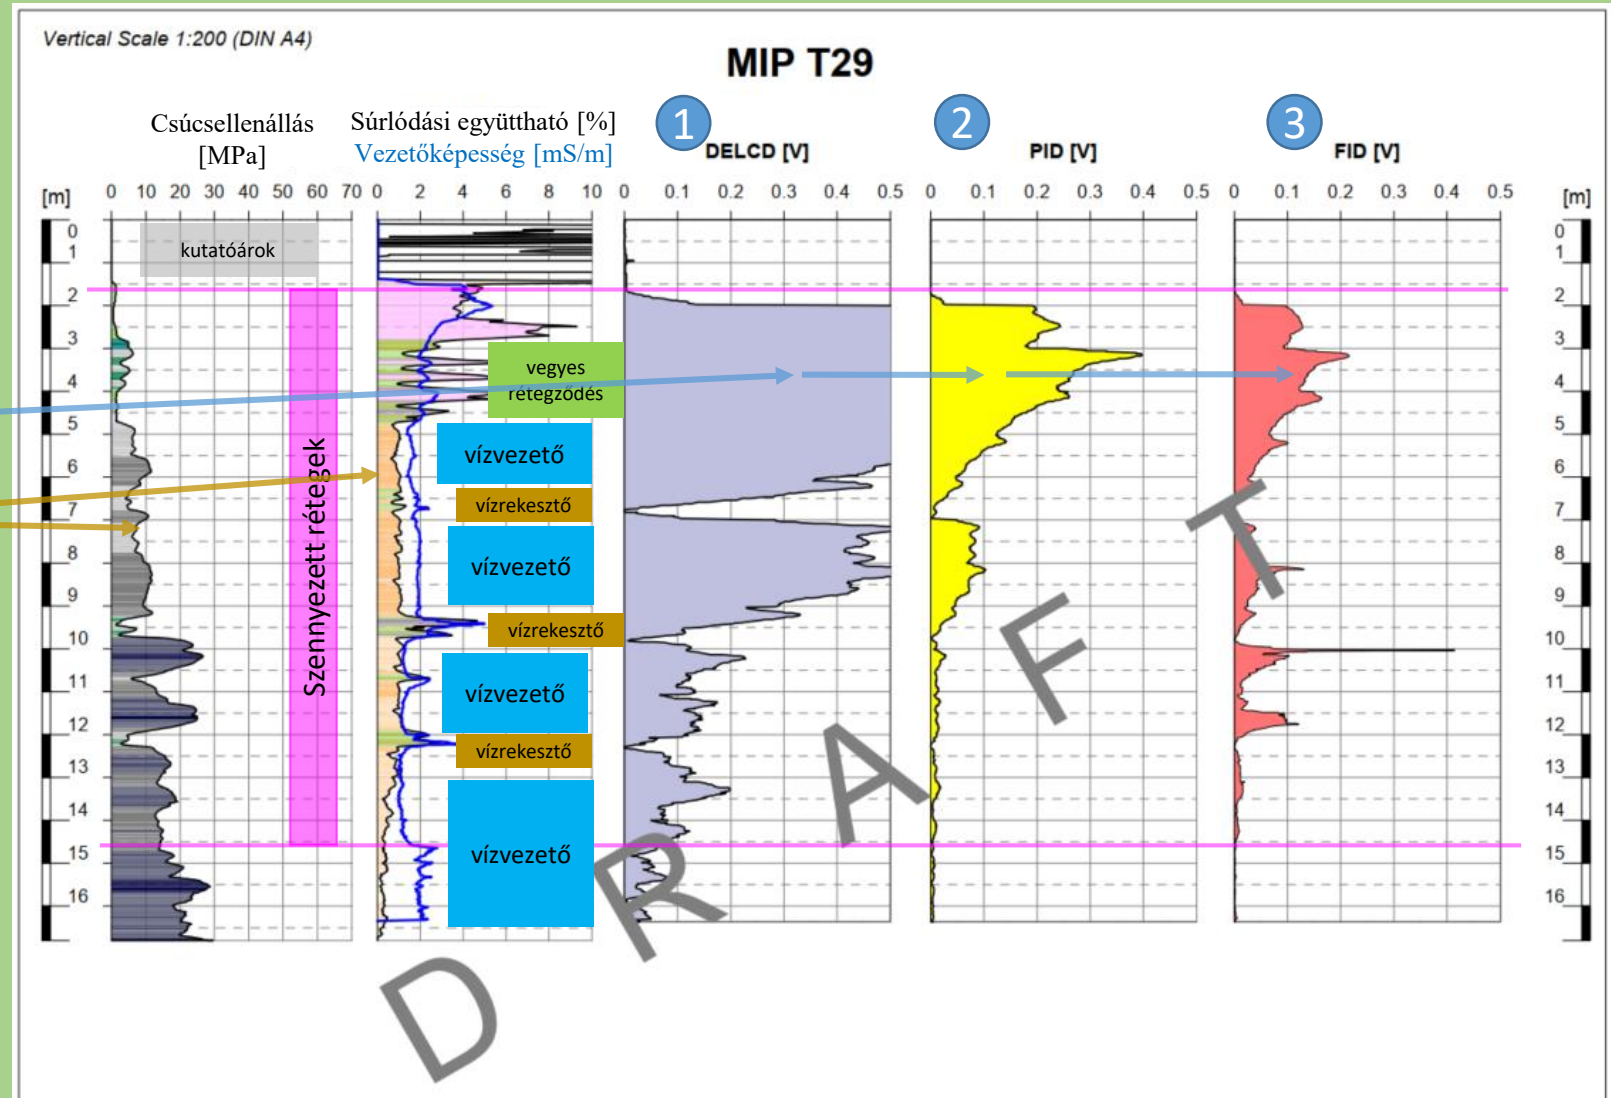 Vertical Scale 1:200 (DIN A4)
MIP T29
Csúcsellenállás
[MPa]
Súrlódási együttható [%]
Vezetőképesség [mS/m]
1
DELCD [V]
2
PID [V]
3
FID [V]
[m]
0 10 20 30 40 50 60 70
0 2 4 6 8 10
0 0.1 0.2 0.3 0.4 0.5
0 0.1 0.2 0.3 0.4 0.5
0 0.1 0.2 0.3 0.4 0.5
[m]
0
1
2
3
4
5
6
7
8
9
10
11
12
13
14
15
16
kutatóárok
Szennyezett rétegek
vegyes
rétegződés
vízvezető
vízrekesztő
vízvezető
vízrekesztő
vízvezető
vízrekesztő
vízvezető
0
1
2
3
4
5
6
7
8
9
10
11
12
13
14
15
16
DRAFT